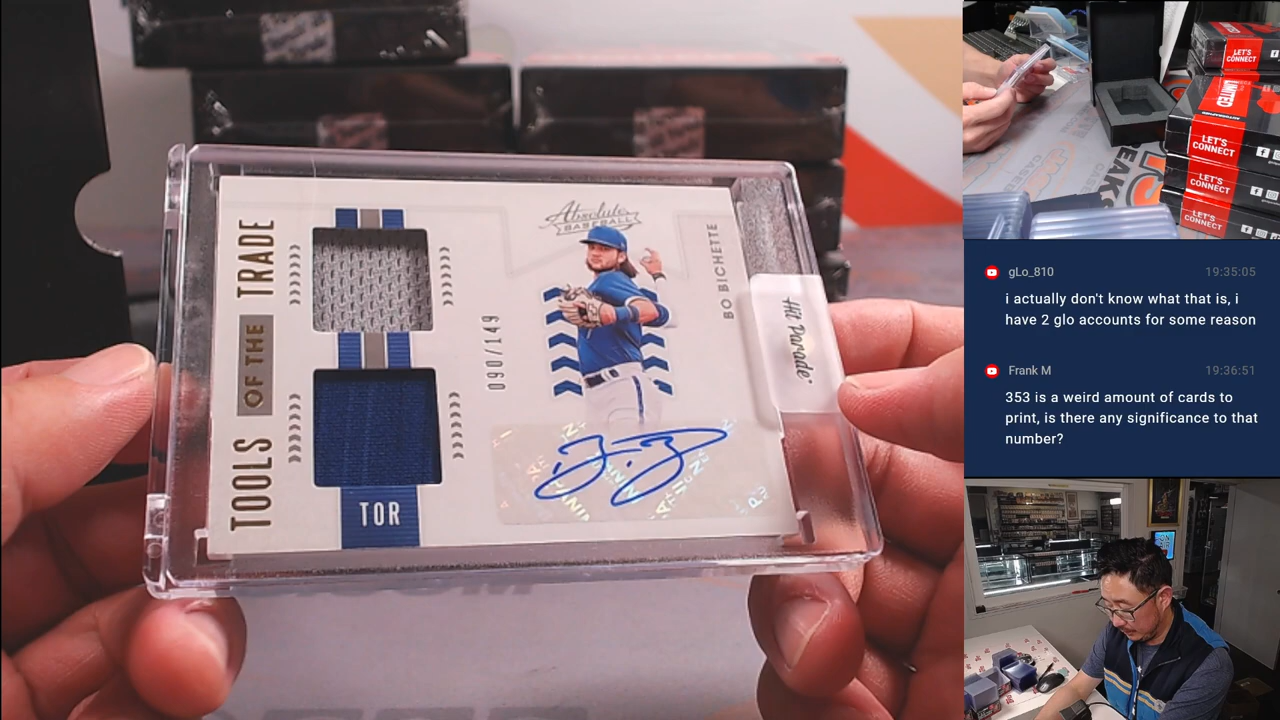 TOOLS OF THE TRADE
Absolute
BASEBALL
BO BICHETTE
090/149
TOR
Hit Parade
LET'S
CONNECT
LIMITED
LET'S
CONNECT
LET'S
CONNECT
LET'S
CONNECT
gLo_810 19:35:05
i actually don't know what that is, i
have 2 glo accounts for some reason
Frank M 19:36:51
353 is a weird amount of cards to
print, is there any significance to that
number?